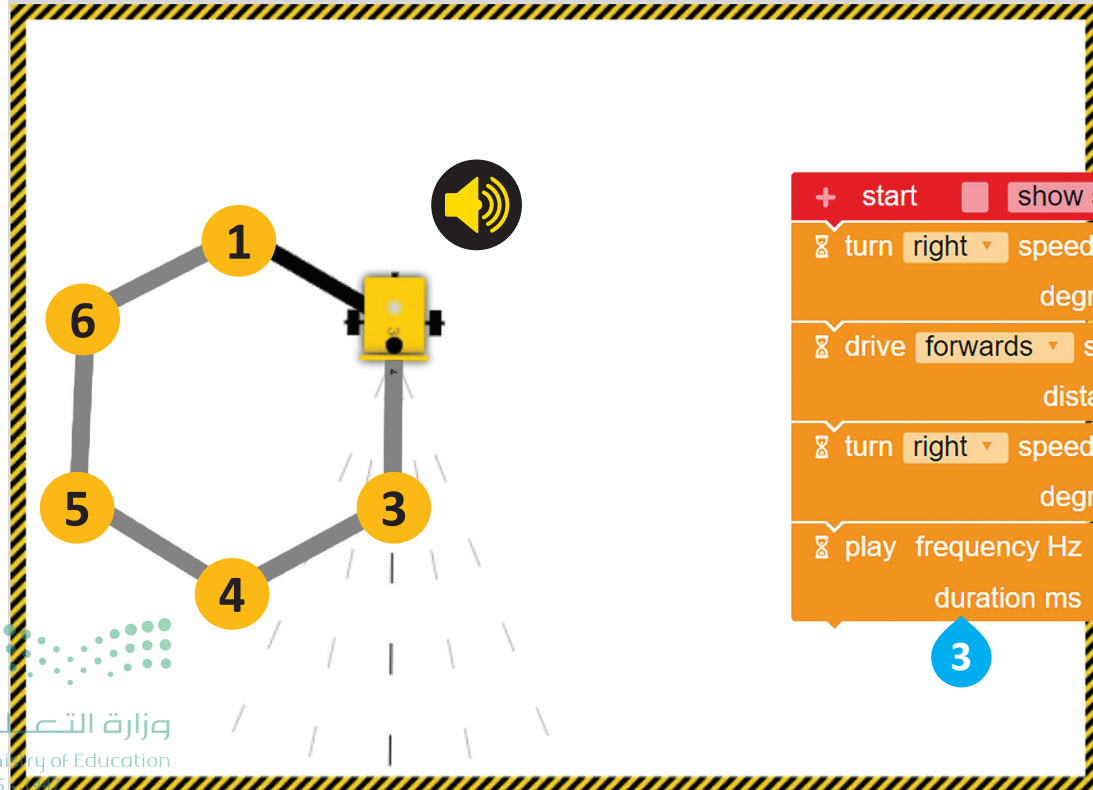 1
6
5
4
3
+ start show
turn right speed
degr
drive forwards s
dista
turn right speed
degr
play frequency Hz
duration ms
3
وزارة التعليم
Ministry of Education